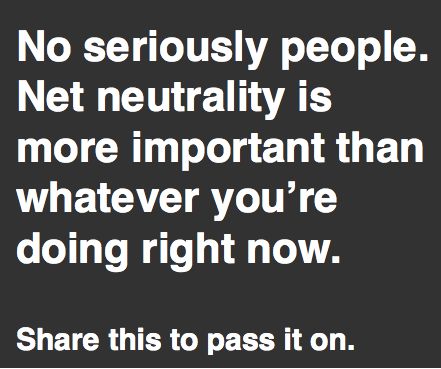 No seriously people.
Net neutrality is
more important than
whatever you’re
doing right now.
Share this to pass it on.